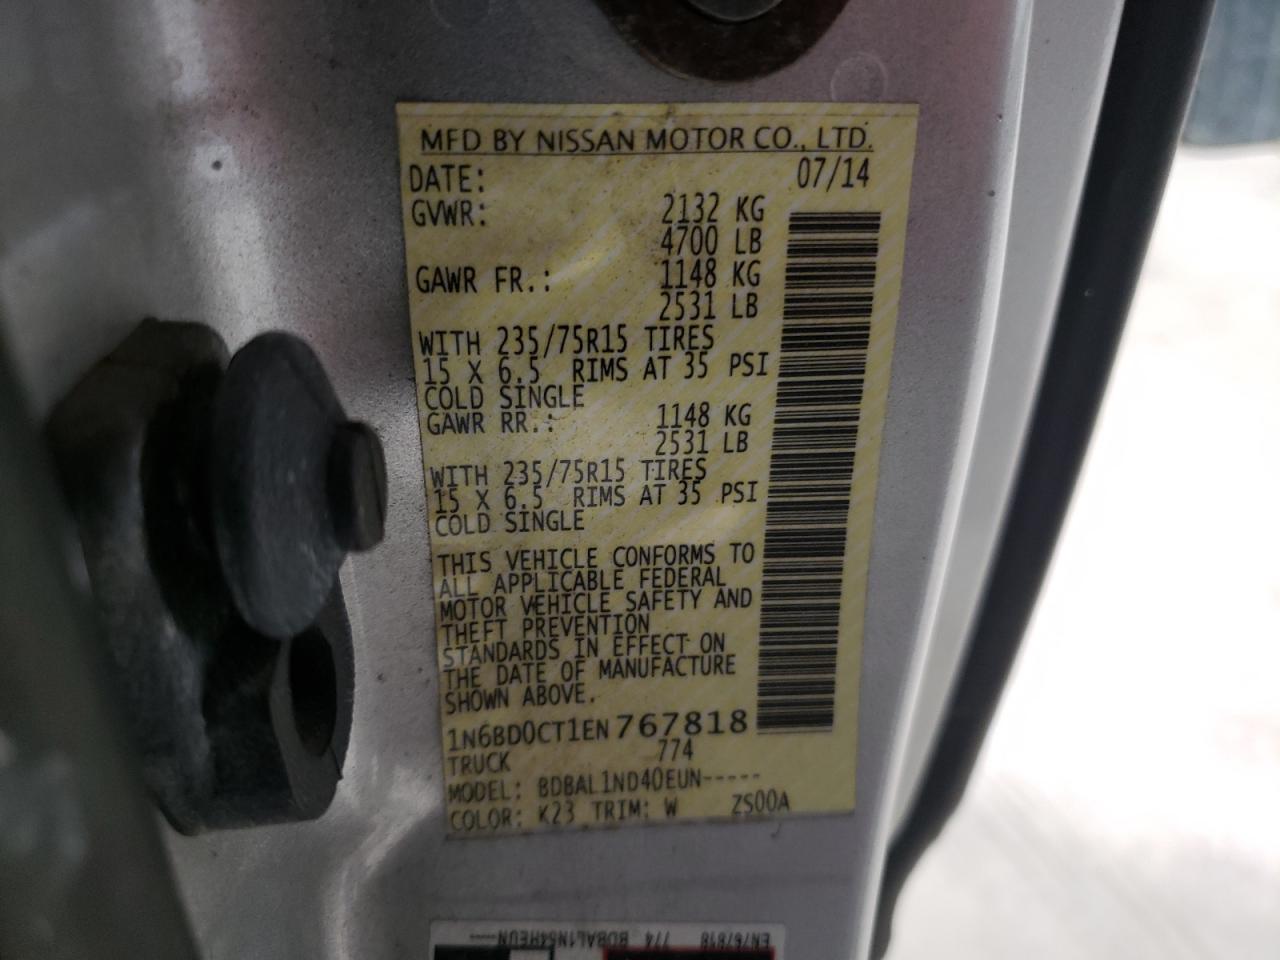 MFD BY NISSAN MOTOR CO., LTD.
DATE: 07/14
GVWR: 2132 KG
4700 LB
GAWR FR.: 1148 KG
2531 LB
WITH 235/75R15 TIRES
15 X 6.5 RIMS AT 35 PSI
COLD SINGLE
GAWR RR.: 1148 KG
2531 LB
WITH 235/75R15 TIRES
15 X 6.5 RIMS AT 35 PSI
COLD SINGLE
THIS VEHICLE CONFORMS TO
ALL APPLICABLE FEDERAL
MOTOR VEHICLE SAFETY AND
THEFT PREVENTION
STANDARDS IN EFFECT ON
THE DATE OF MANUFACTURE
SHOWN ABOVE.
1N6BD0CT1EN767818
TRUCK 774
MODEL: BDBAL1ND40EUN-----
COLOR: K23 TRIM: W ZS00A
EN767818 774